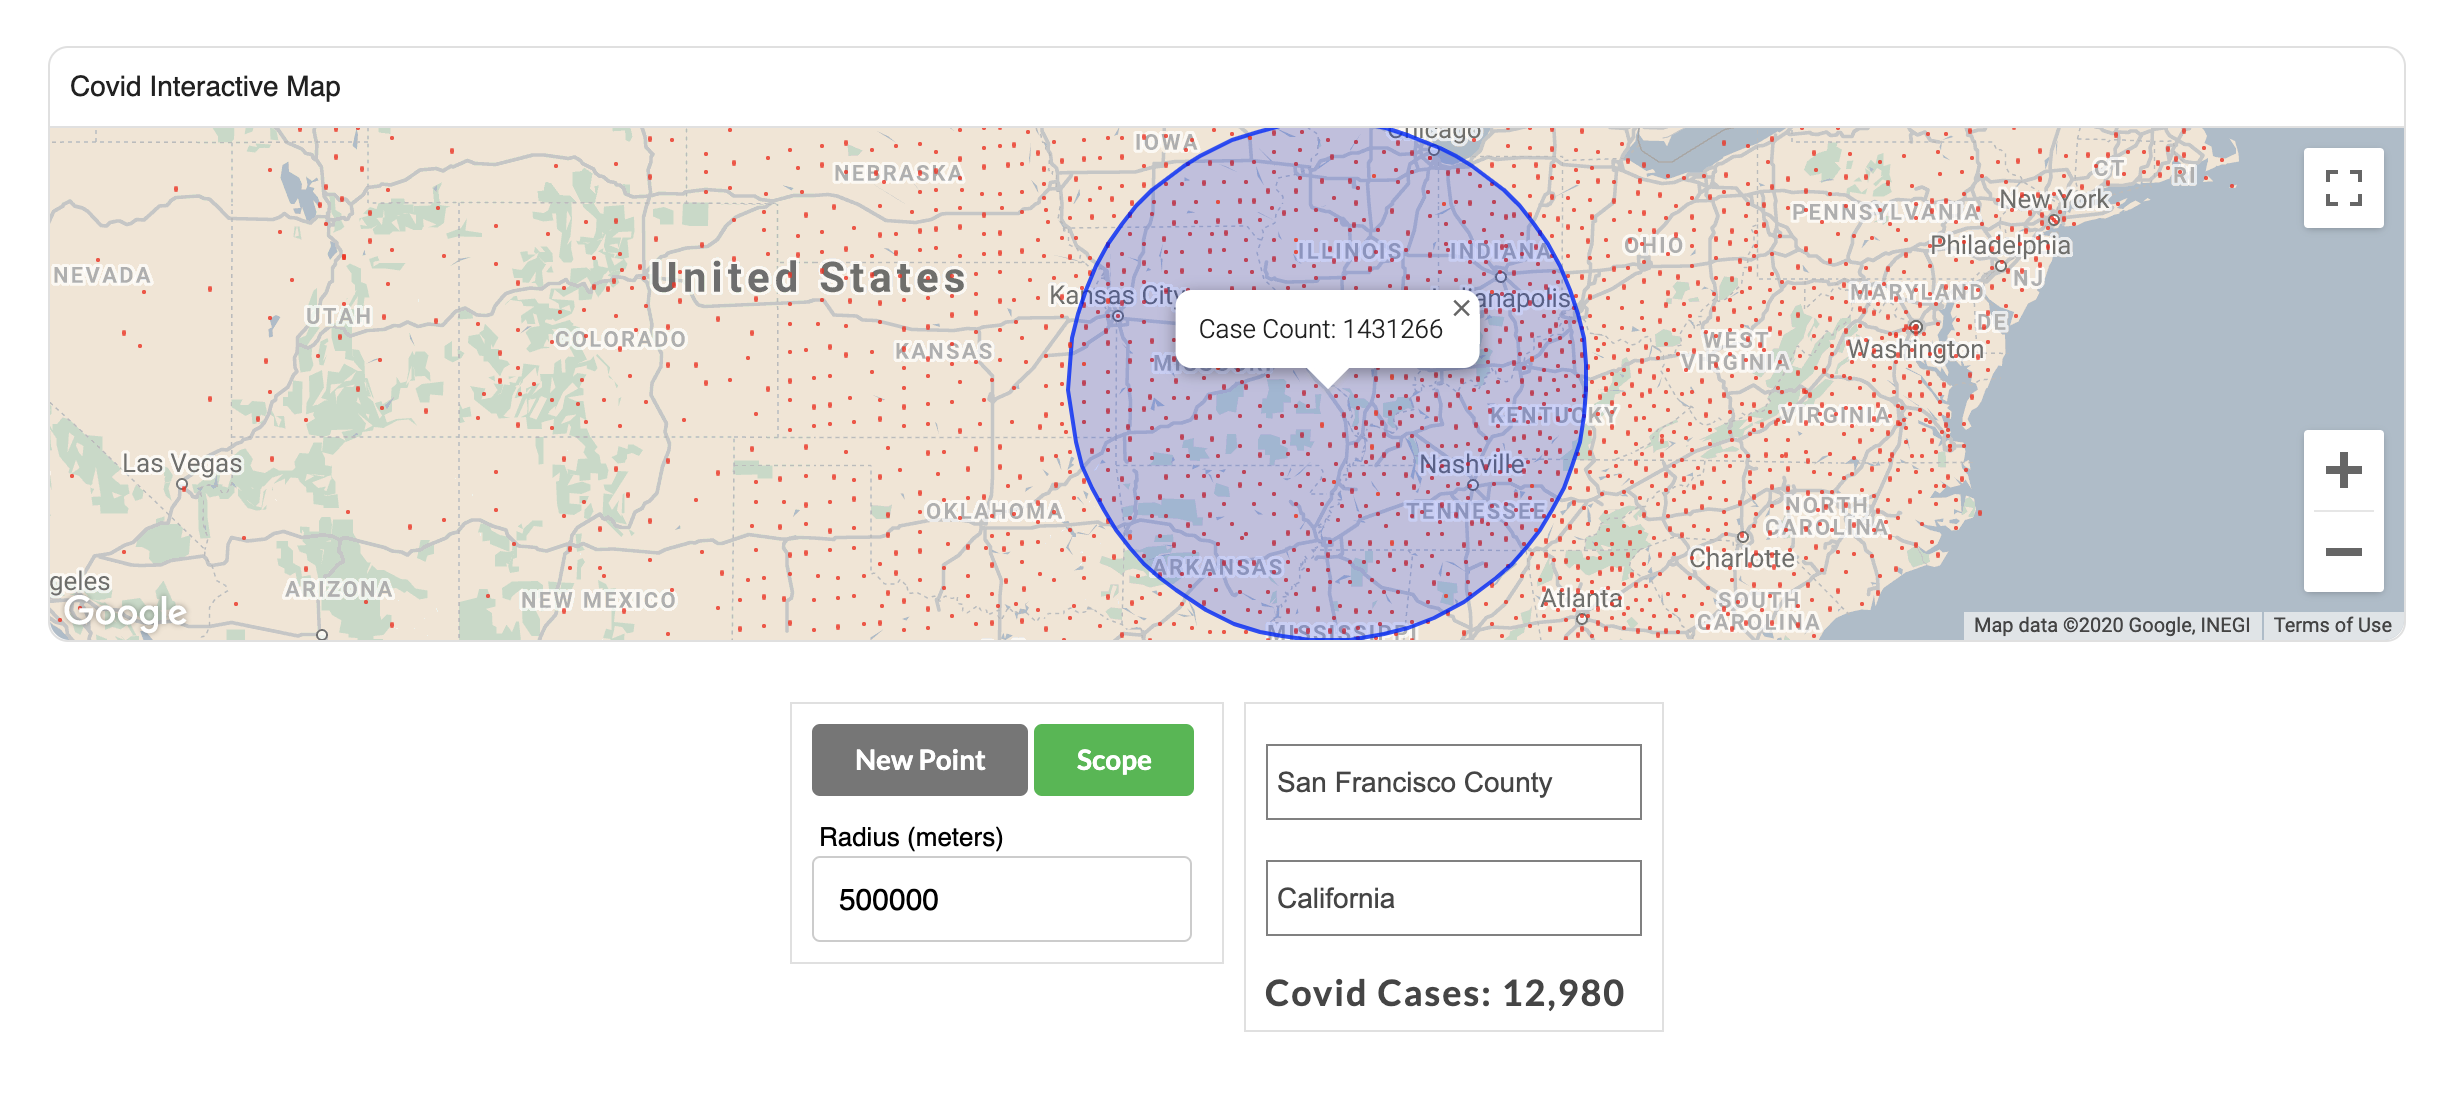 Covid Interactive Map
Chicago
IOWA
NEBRASKA
CT
RI
New York
PENNSYLVANIA
Philadelphia
ILLINOIS
INDIANA
OHIO
NJ
NEVADA
United States
Kansas City
MARYLAND
UTAH
DE
Case Count: 1431266
COLORADO
KANSAS
WEST
VIRGINIA
Washington
KENTUCKY
VIRGINIA
Las Vegas
Nashville
OKLAHOMA
TENNESSEE
NORTH
CAROLINA
ARKANSAS
Charlotte
geles
ARIZONA
NEW MEXICO
Atlanta
SOUTH
CAROLINA
Google
MISSISSIPPI
Map data ©2020 Google, INEGI
Terms of Use
New Point
Scope
Radius (meters)
500000
San Francisco County
California
Covid Cases: 12,980